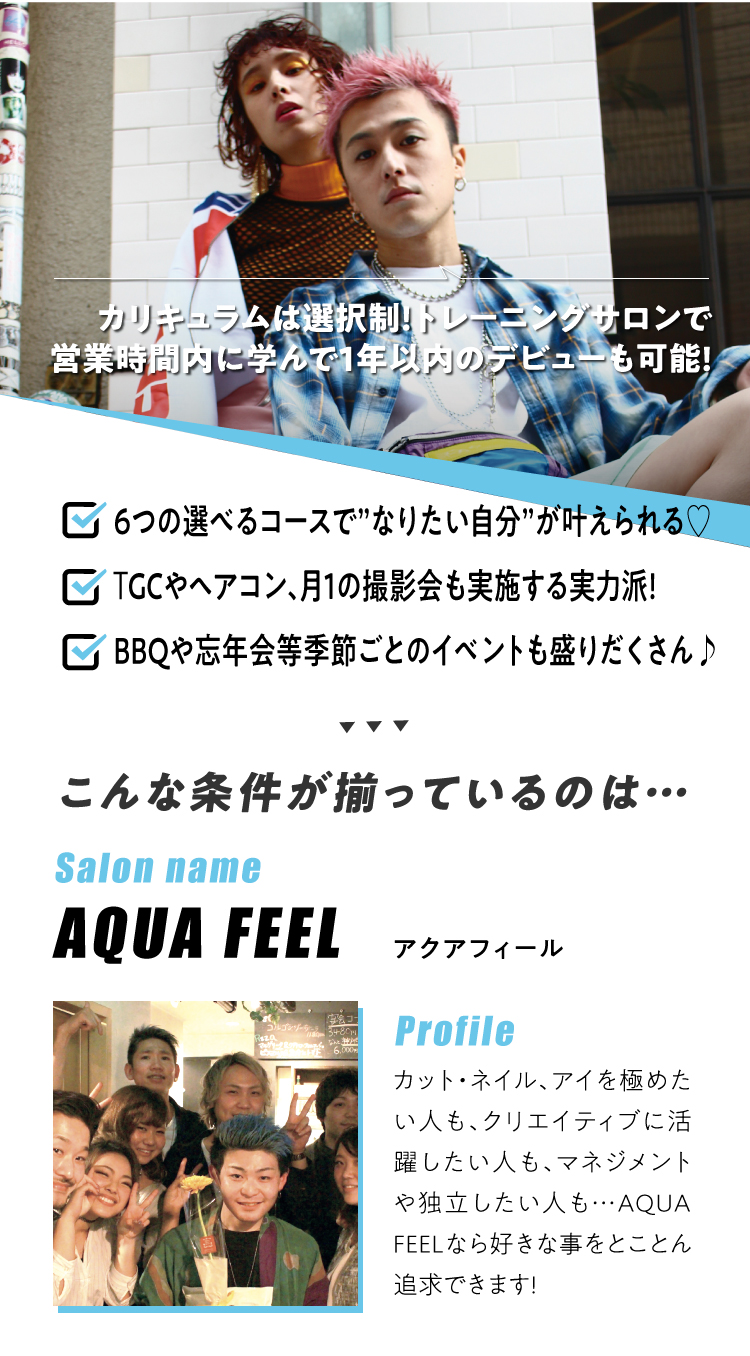 カリキュラムは選択制!トレーニングサロンで
営業時間内に学んで1年以内のデビューも可能!
6つの選べるコースで”なりたい自分”が叶えられる♡
TGCやヘアコン、月1の撮影会も実施する実力派!
BBQや忘年会等季節ごとのイベントも盛りだくさん♪
こんな条件が揃っているのは…
Salon name
AQUA FEEL アクアフィール
Profile
カット・ネイル、アイを極めた
い人も、クリエイティブに活
躍したい人も、マネジメント
や独立したい人も…AQUA
FEELなら好きな事をとことん
追求できます!